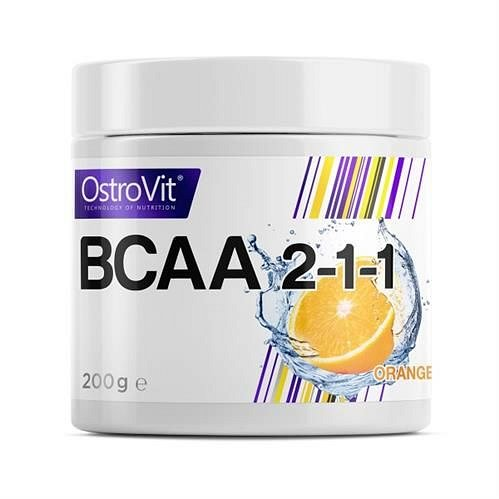 OstroVit®
TECHNOLOGY OF NUTRITION
BCAA 2-1-1
ORANGE
200g e